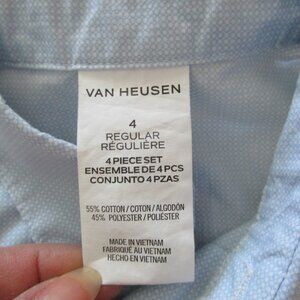 VAN HEUSEN
4
REGULAR
RÉGULIÈRE
4 PIECE SET
ENSEMBLE DE 4 PCS
CONJUNTO 4 PZAS
55% COTTON / COTON / ALGODÓN
45% POLYESTER / POLIÉSTER
MADE IN VIETNAM
FABRIQUÉ AU VIETNAM
HECHO EN VIETNAM